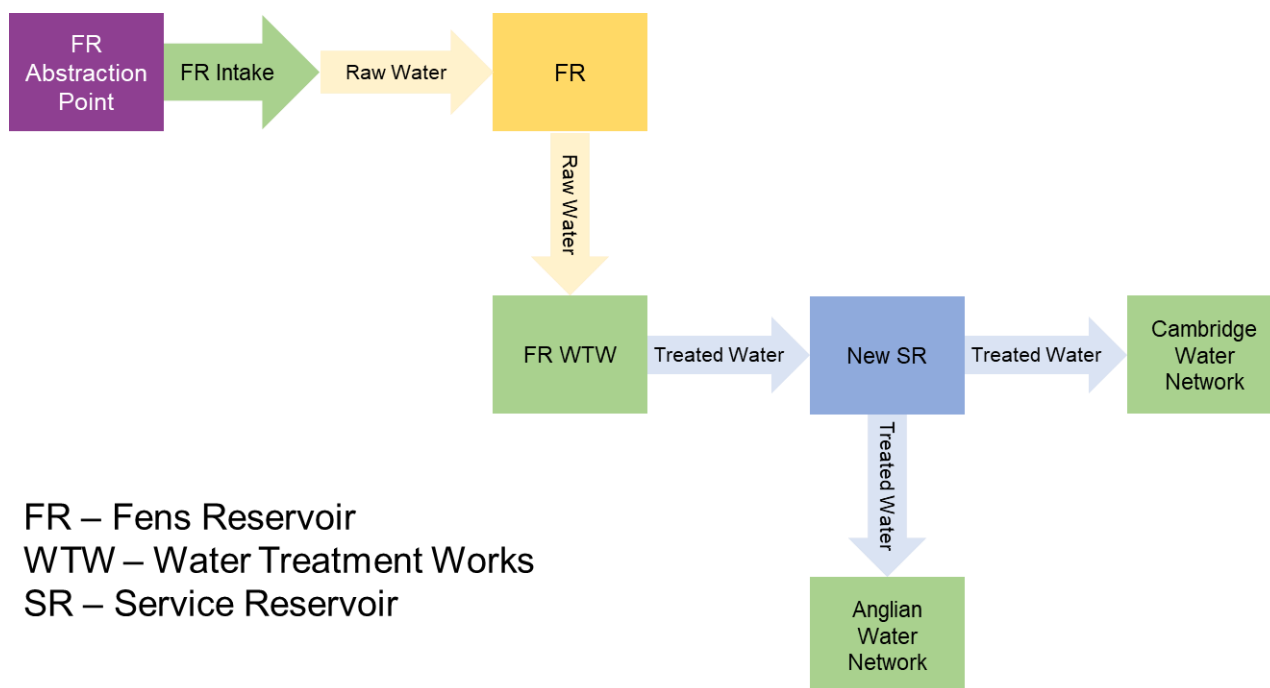 FR
Abstraction
Point
FR Intake
Raw Water
FR
Raw Water
FR WTW
Treated Water
New SR
Treated Water
Cambridge
Water
Network
Treated Water
Anglian
Water
Network
FR – Fens Reservoir
WTW – Water Treatment Works
SR – Service Reservoir